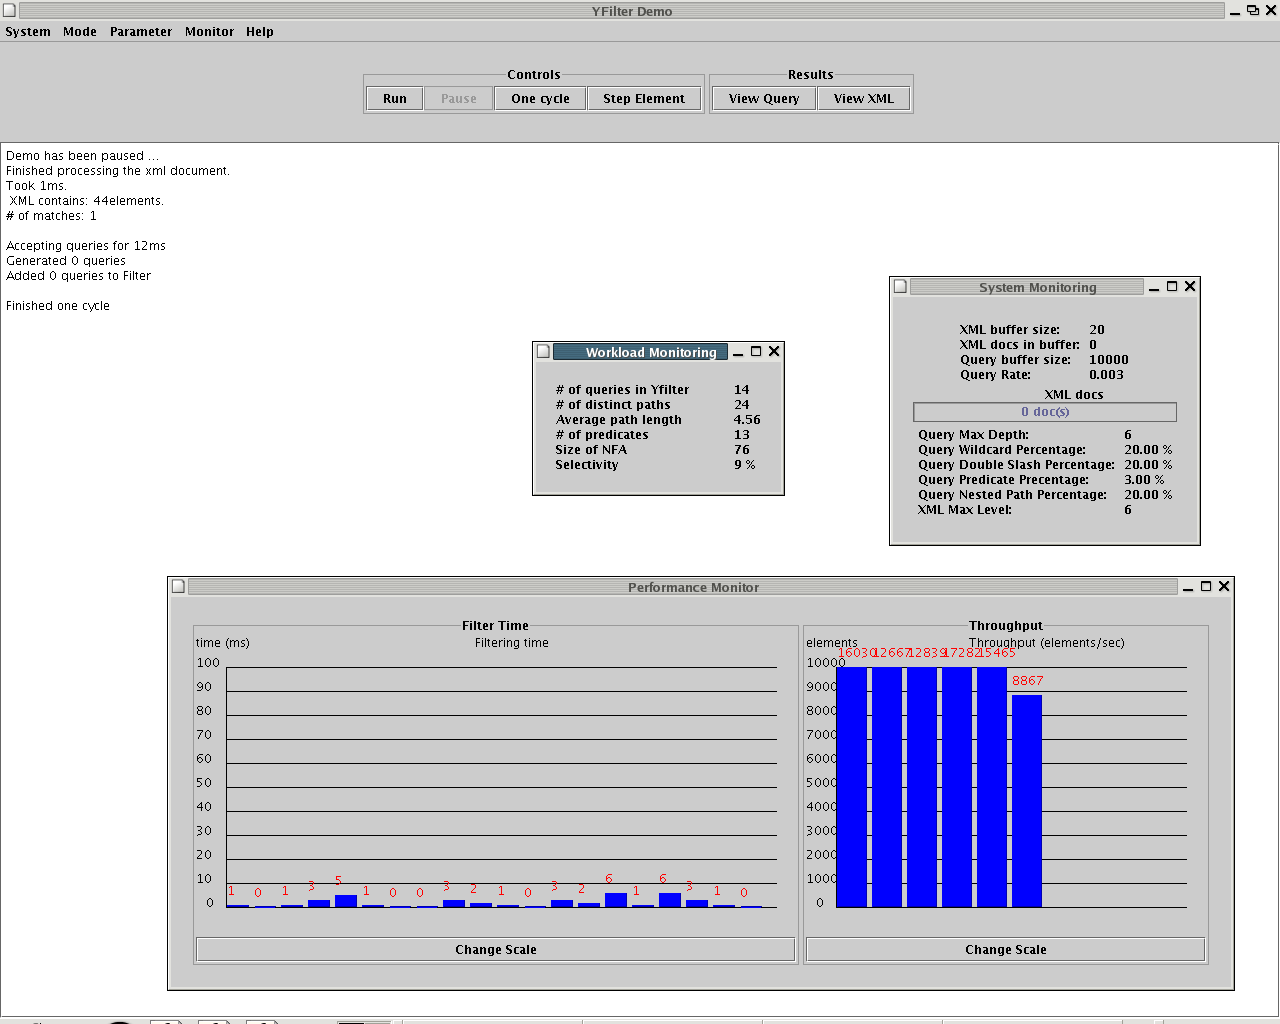 YFilter Demo
System Mode Parameter Monitor Help
Controls
Run Pause One cycle Step Element
Results
View Query View XML
Demo has been paused ...
Finished processing the xml document.
Took 1ms.
XML contains: 44elements.
# of matches: 1
Accepting queries for 12ms
Generated 0 queries
Added 0 queries to Filter
Finished one cycle
System Monitoring
XML buffer size: 20
XML docs in buffer: 0
Query buffer size: 10000
Query Rate: 0.003
XML docs
0 doc(s)
Query Max Depth: 6
Query Wildcard Percentage: 20.00 %
Query Double Slash Percentage: 20.00 %
Query Predicate Precentage: 3.00 %
Query Nested Path Percentage: 20.00 %
XML Max Level: 6
Workload Monitoring
# of queries in Yfilter 14
# of distinct paths 24
Average path length 4.56
# of predicates 13
Size of NFA 76
Selectivity 9 %
Performance Monitor
Filter Time
time (ms) Filtering time
100
90
80
70
60
50
40
30
20
10
0
1 0 1 3 5 1 0 0 3 2 1 0 3 2 6 1 6 3 1 0
Change Scale
Throughput
elements Throughput (elements/sec)
16030 12667 12839 17282 15465
8867
10000
9000
8000
7000
6000
5000
4000
3000
2000
1000
0
Change Scale